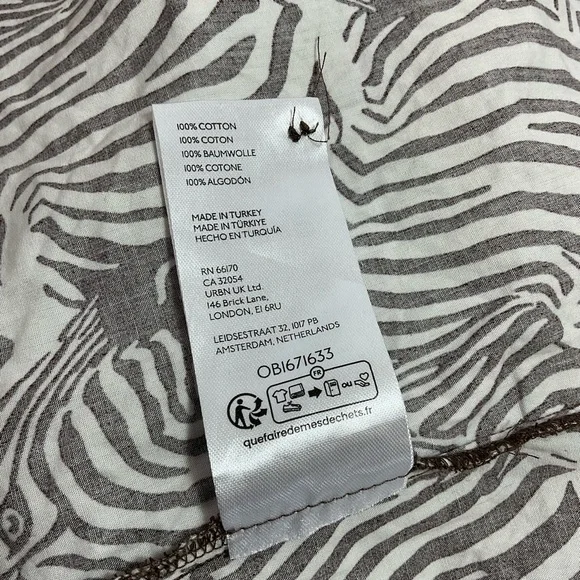 100% COTTON
100% COTON
100% BAUMWOLLE
100% COTONE
100% ALGODÓN
MADE IN TURKEY
MADE IN TÜRKİYE
HECHO EN TURQUÍA
RN 66170
CA 32054
URBN UK Ltd.
146 Brick Lane,
LONDON, E1 6RU
LEIDSESTRAAT 32, 1017 PB
AMSTERDAM, NETHERLANDS
OB1671633
FR
OU
quefairedemesdechets.fr